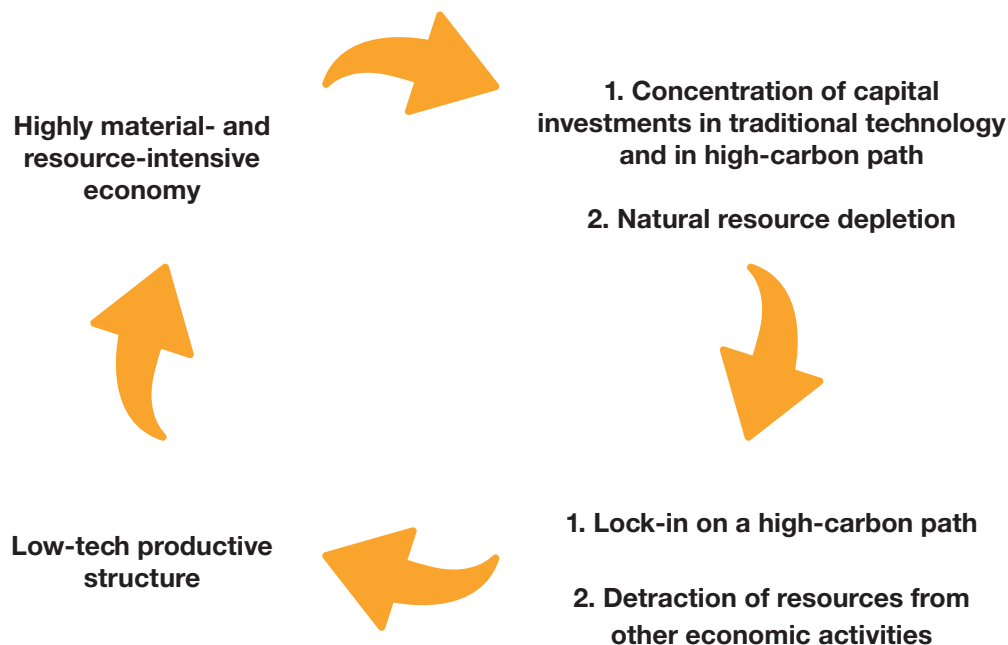 Highly material- and
resource-intensive
economy
1. Concentration of capital
investments in traditional technology
and in high-carbon path
2. Natural resource depletion
1. Lock-in on a high-carbon path
2. Detraction of resources from
other economic activities
Low-tech productive
structure